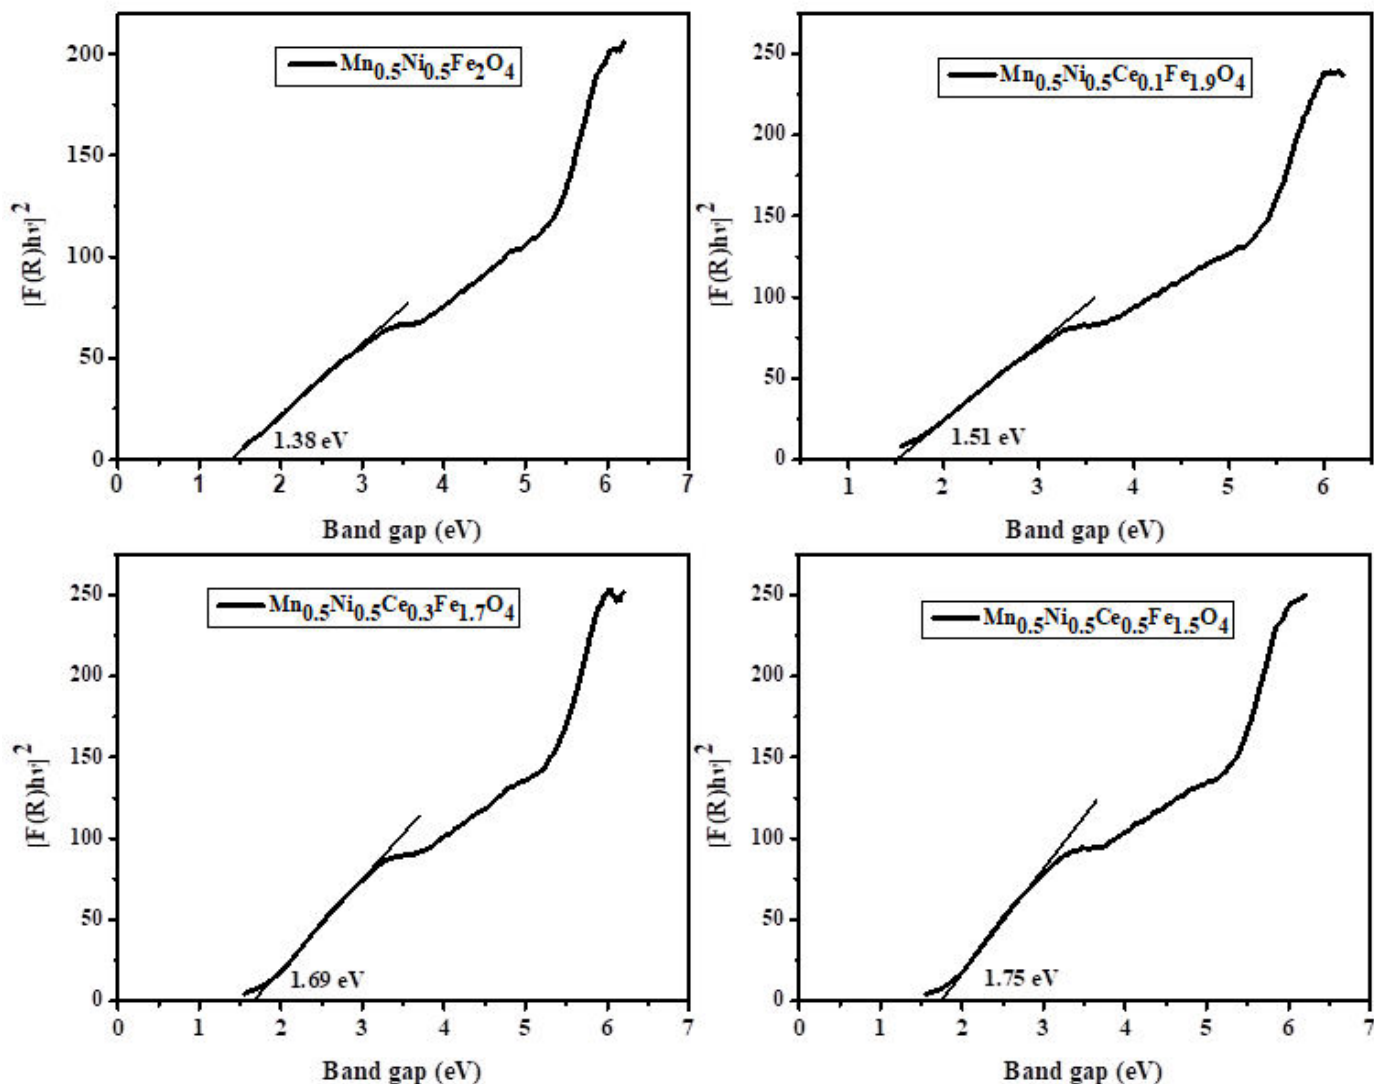 Mn0.5Ni0.5Fe2O4
[F(R)hν]2
200
150
100
50
0
1.38 eV
0 1 2 3 4 5 6 7
Band gap (eV)
Mn0.5Ni0.5Ce0.1Fe1.9O4
[F(R)hν]2
250
200
150
100
50
0
1.51 eV
1 2 3 4 5 6
Band gap (eV)
Mn0.5Ni0.5Ce0.3Fe1.7O4
[F(R)hν]2
250
200
150
100
50
0
1.69 eV
0 1 2 3 4 5 6 7
Band gap (eV)
Mn0.5Ni0.5Ce0.5Fe1.5O4
[F(R)hν]2
250
200
150
100
50
0
1.75 eV
0 1 2 3 4 5 6 7
Band gap (eV)